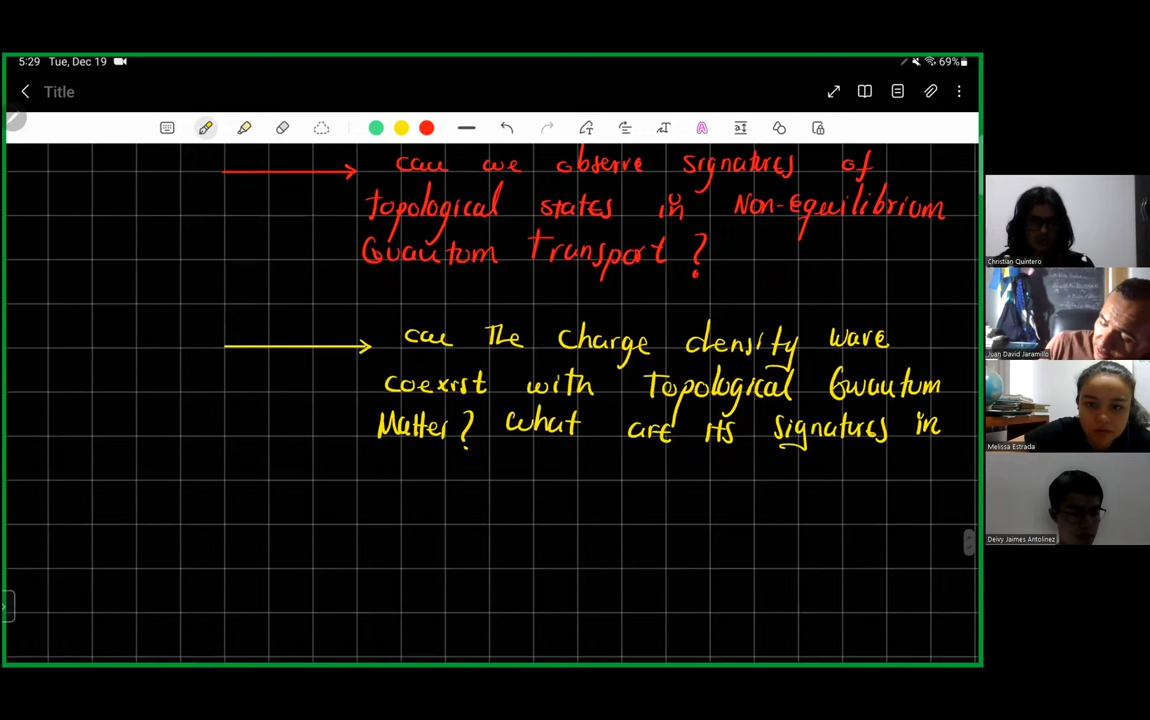 5:29 Tue, Dec 19
69%
Title
can we observe signatures of
topological states in Non-Equilibrium
Quantum Transport?
can The charge density wave
coexist with Topological Quantum
Matter? what are its signatures in
Christian Quintero
Juan David Jaramillo
Melissa Estrada
Deivy Jaimes Antolinez